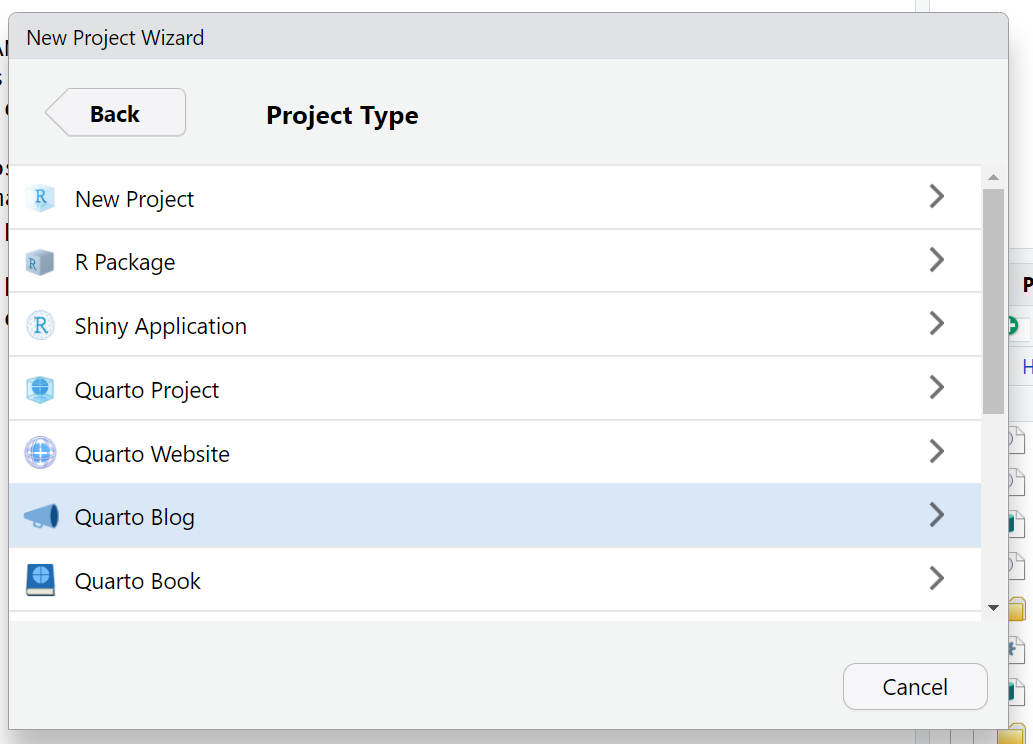 New Project Wizard
Back
Project Type
R New Project
R R Package
R Shiny Application
Quarto Project
Quarto Website
Quarto Blog
Quarto Book
Cancel
P
H